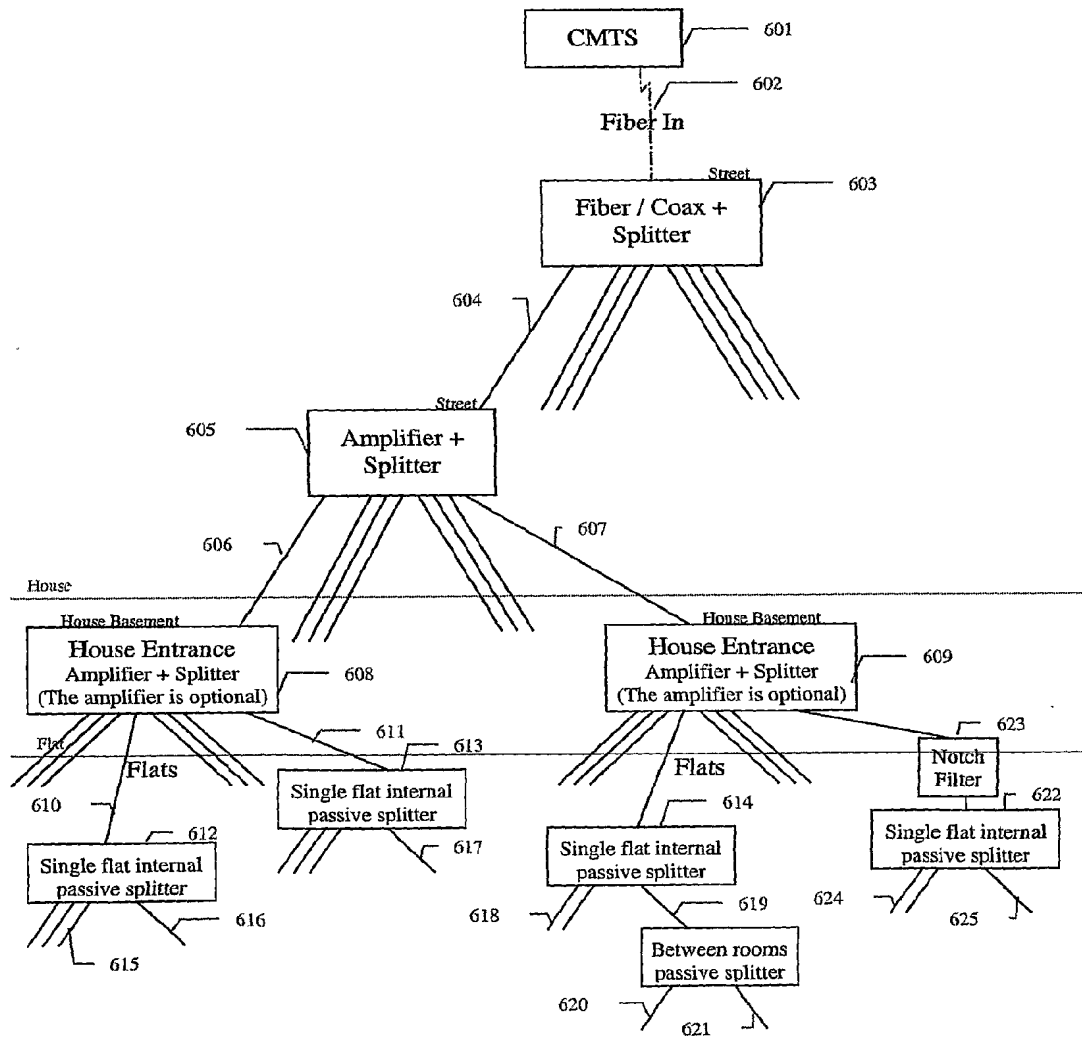 CMTS
601
602
Fiber In
Street
603
Fiber / Coax +
Splitter
604
Street
605
Amplifier +
Splitter
606
607
House
House Basement
House Entrance
Amplifier + Splitter
(The amplifier is optional)
608
House Basement
House Entrance
Amplifier + Splitter
(The amplifier is optional)
609
611
613
623
Flat
Flats
Flats
Notch
Filter
610
Single flat internal
passive splitter
612
614
622
Single flat internal
passive splitter
617
Single flat internal
passive splitter
Single flat internal
passive splitter
616
615
618
619
624
625
Between rooms
passive splitter
620
621